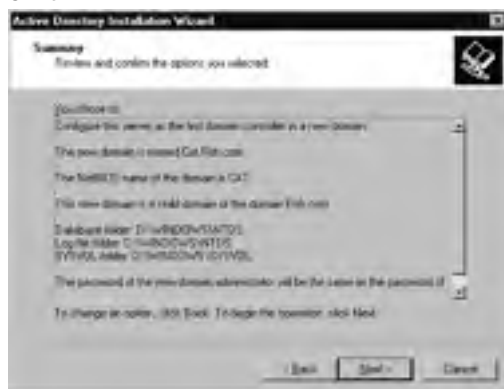 Active Directory Installation Wizard
Summary
Review and confirm the options you selected.
You chose to:
Configure this server as the first domain controller in a new domain.
The new domain is named Cat.Fish.com
The NetBIOS name of the domain is CAT
This new domain is a child domain of the domain Fish.com
Database folder: C:\WINDOWS\NTDS
Log file folder: C:\WINDOWS\NTDS
SYSVOL folder: C:\WINDOWS\SYSVOL
The password of the new domain administrator will be the same as the password of
To change an option, click Back. To begin the operation, click Next.
< Back
Next >
Cancel